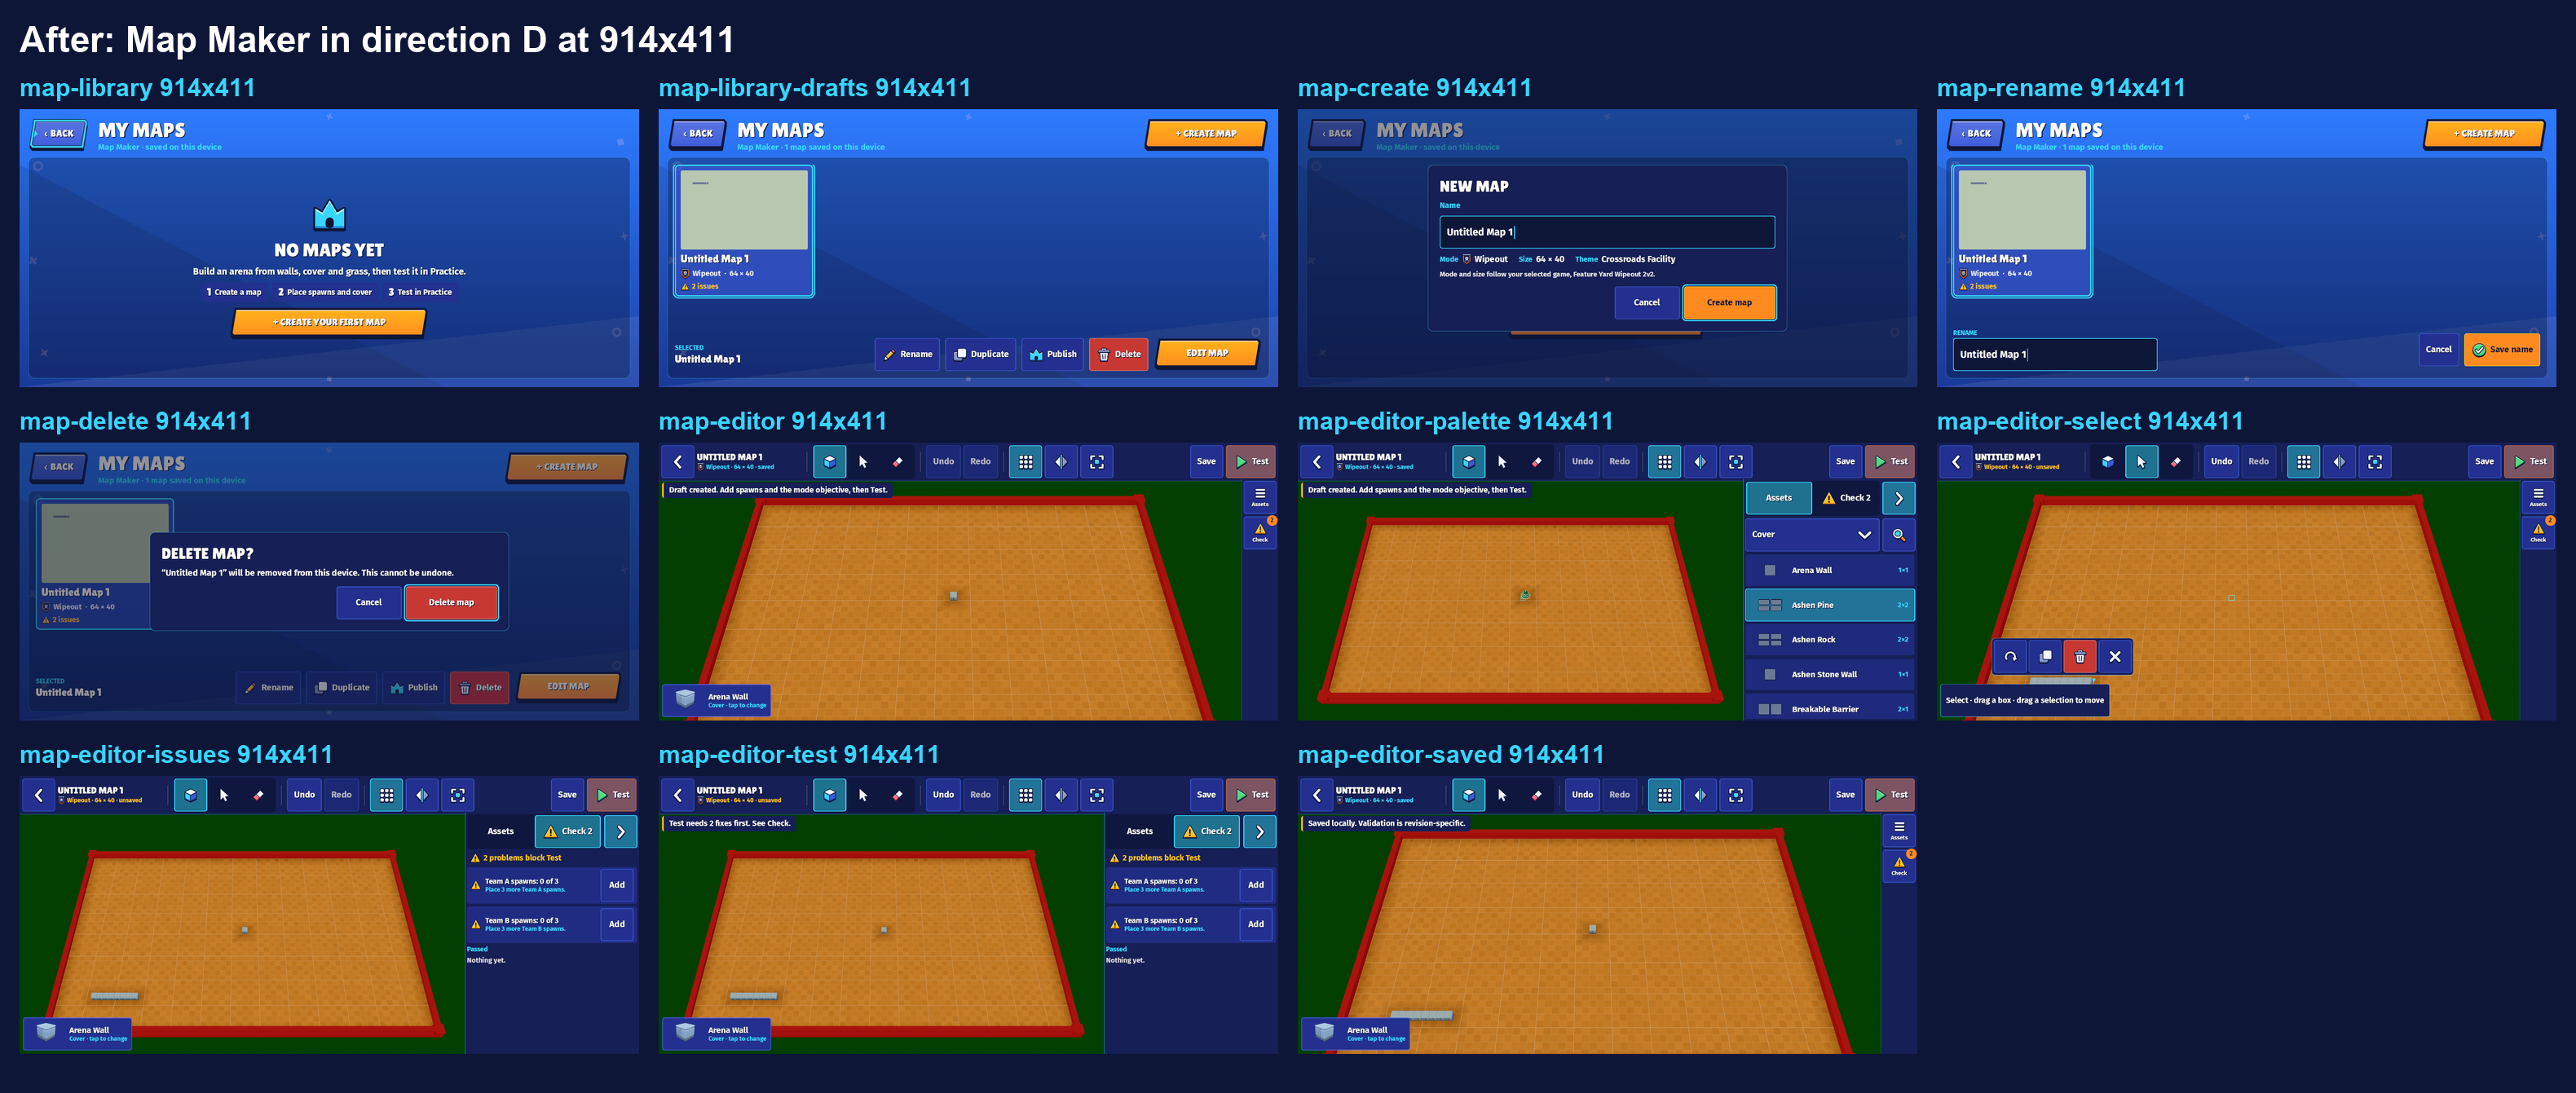 After: Map Maker in direction D at 914x411
map-library 914x411
‹ BACK
MY MAPS
Map Maker · saved on this device
NO MAPS YET
Build an arena from walls, cover and grass, then test it in Practice.
1 Create a map
2 Place spawns and cover
3 Test in Practice
+ CREATE YOUR FIRST MAP
map-library-drafts 914x411
‹ BACK
MY MAPS
Map Maker · 1 map saved on this device
+ CREATE MAP
Untitled Map 1
Wipeout · 64 × 40
2 issues
SELECTED
Untitled Map 1
Rename
Duplicate
Publish
Delete
EDIT MAP
map-create 914x411
‹ BACK
MY MAPS
Map Maker · saved on this device
NEW MAP
Name
Untitled Map 1
Mode Wipeout Size 64 × 40 Theme Crossroads Facility
Mode and size follow your selected game, Feature Yard Wipeout 2v2.
Cancel
Create map
map-rename 914x411
‹ BACK
MY MAPS
Map Maker · 1 map saved on this device
+ CREATE MAP
Untitled Map 1
Wipeout · 64 × 40
2 issues
RENAME
Untitled Map 1
Cancel
Save name
map-delete 914x411
‹ BACK
MY MAPS
Map Maker · 1 map saved on this device
+ CREATE MAP
Untitled Map 1
Wipeout · 64 × 40
2 issues
DELETE MAP?
“Untitled Map 1” will be removed from this device. This cannot be undone.
Cancel
Delete map
SELECTED
Untitled Map 1
Rename
Duplicate
Publish
Delete
EDIT MAP
map-editor 914x411
UNTITLED MAP 1
Wipeout · 64 × 40 · saved
Undo
Redo
Save
Test
Draft created. Add spawns and the mode objective, then Test.
Assets
2
Check
Arena Wall
Cover · tap to change
map-editor-palette 914x411
UNTITLED MAP 1
Wipeout · 64 × 40 · saved
Undo
Redo
Save
Test
Draft created. Add spawns and the mode objective, then Test.
Assets
Check 2
Cover
Arena Wall 1×1
Ashen Pine 2×2
Ashen Rock 2×2
Ashen Stone Wall 1×1
Breakable Barrier 2×1
map-editor-select 914x411
UNTITLED MAP 1
Wipeout · 64 × 40 · unsaved
Undo
Redo
Save
Test
Assets
2
Check
Select · drag a box · drag a selection to move
map-editor-issues 914x411
UNTITLED MAP 1
Wipeout · 64 × 40 · unsaved
Undo
Redo
Save
Test
Assets
Check 2
2 problems block Test
Team A spawns: 0 of 3
Place 3 more Team A spawns.
Add
Team B spawns: 0 of 3
Place 3 more Team B spawns.
Add
Passed
Nothing yet.
Arena Wall
Cover · tap to change
map-editor-test 914x411
UNTITLED MAP 1
Wipeout · 64 × 40 · unsaved
Undo
Redo
Save
Test
Test needs 2 fixes first. See Check.
Assets
Check 2
2 problems block Test
Team A spawns: 0 of 3
Place 3 more Team A spawns.
Add
Team B spawns: 0 of 3
Place 3 more Team B spawns.
Add
Passed
Nothing yet.
Arena Wall
Cover · tap to change
map-editor-saved 914x411
UNTITLED MAP 1
Wipeout · 64 × 40 · saved
Undo
Redo
Save
Test
Saved locally. Validation is revision-specific.
Assets
2
Check
Arena Wall
Cover · tap to change